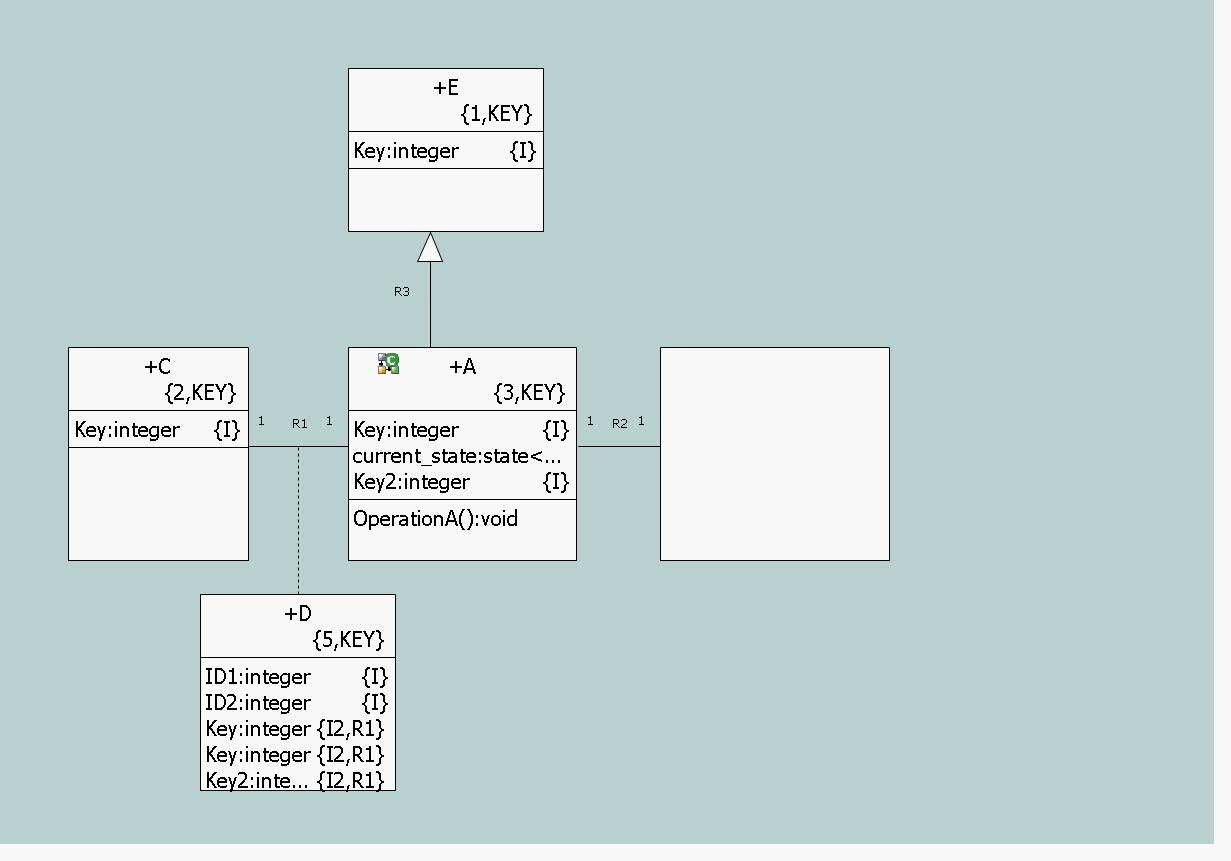 +E
{1,KEY}
Key:integer {I}
R3
+C
{2,KEY}
Key:integer {I}
1 R1 1
+A
{3,KEY}
Key:integer {I}
current_state:state<...
Key2:integer {I}
OperationA():void
1 R2 1
+D
{5,KEY}
ID1:integer {I}
ID2:integer {I}
Key:integer {I2,R1}
Key:integer {I2,R1}
Key2:inte... {I2,R1}